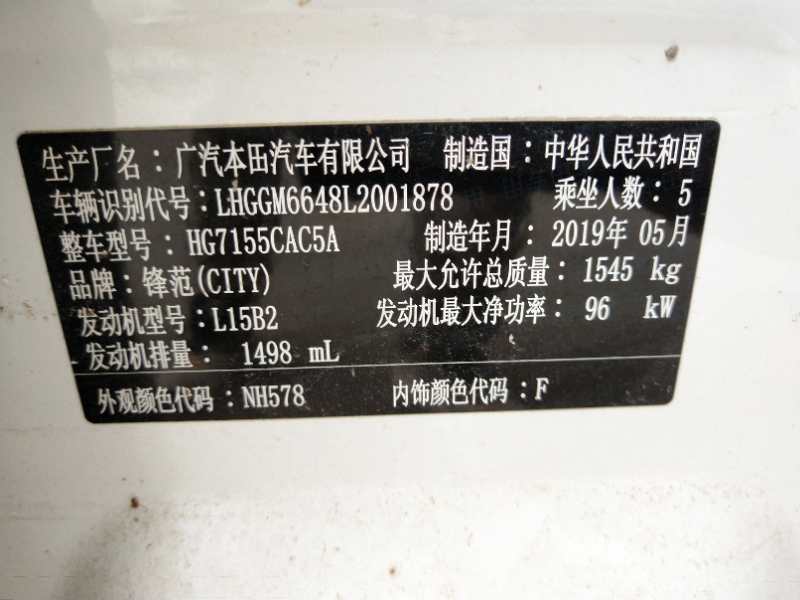 生产厂名：广汽本田汽车有限公司 制造国：中华人民共和国
车辆识别代号：LHGGM6648L2001878 乘坐人数：5
整车型号：HG7155CAC5A 制造年月：2019年 05月
品牌：锋范(CITY) 最大允许总质量：1545 kg
发动机型号：L15B2 发动机最大净功率：96 kW
发动机排量：1498 mL
外观颜色代码：NH578 内饰颜色代码：F